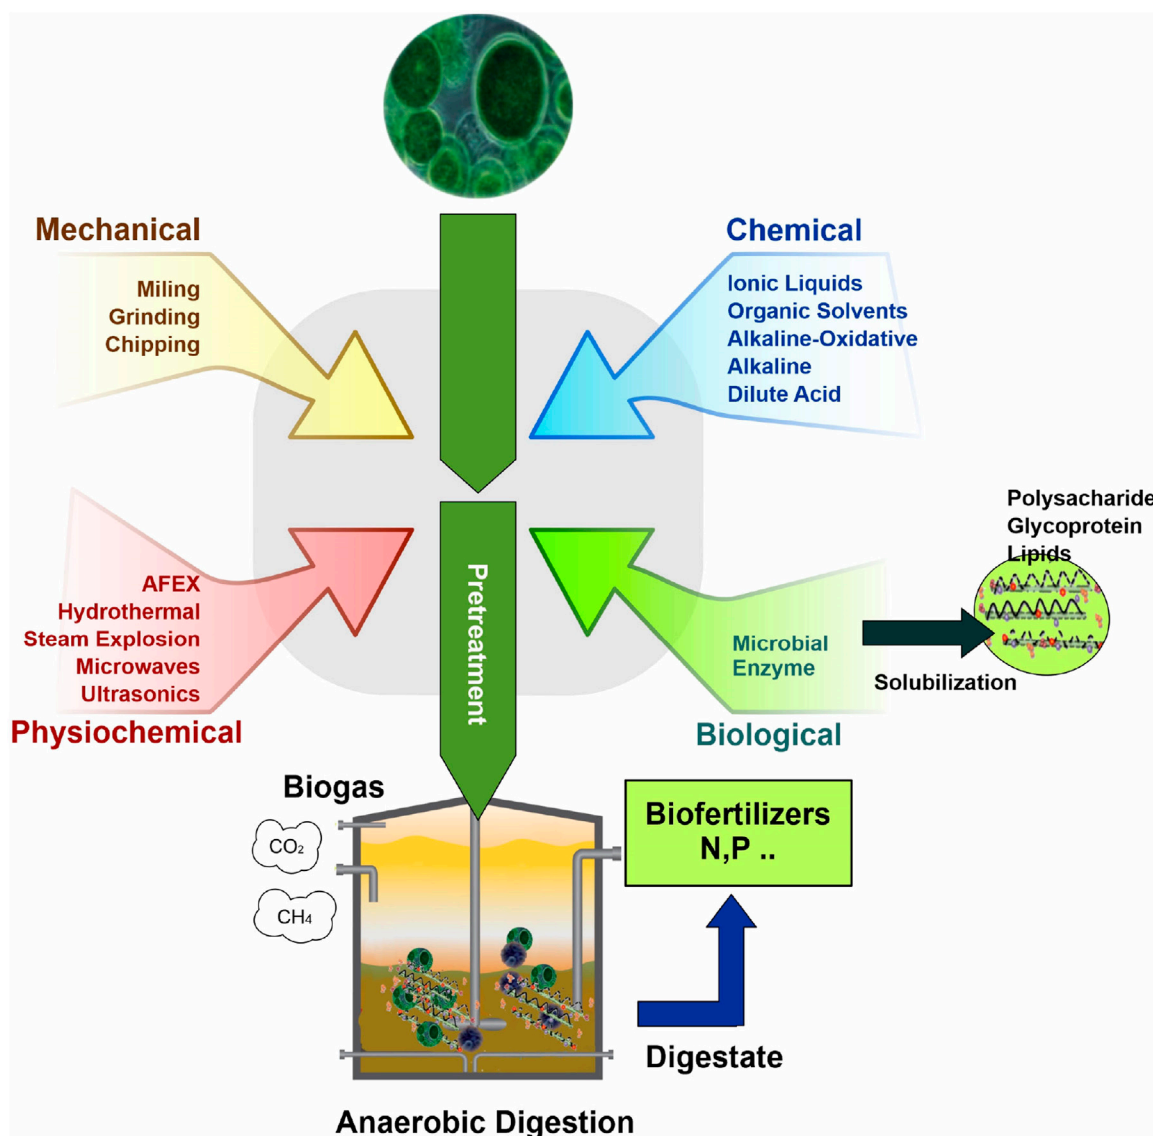 Mechanical
Miling
Grinding
Chipping
Chemical
Ionic Liquids
Organic Solvents
Alkaline-Oxidative
Alkaline
Dilute Acid
AFEX
Hydrothermal
Steam Explosion
Microwaves
Ultrasonics
Physiochemical
Pretreatment
Microbial
Enzyme
Biological
Solubilization
Polysacharide
Glycoprotein
Lipids
Biogas
CO₂
CH₄
Biofertilizers
N,P ..
Digestate
Anaerobic Digestion